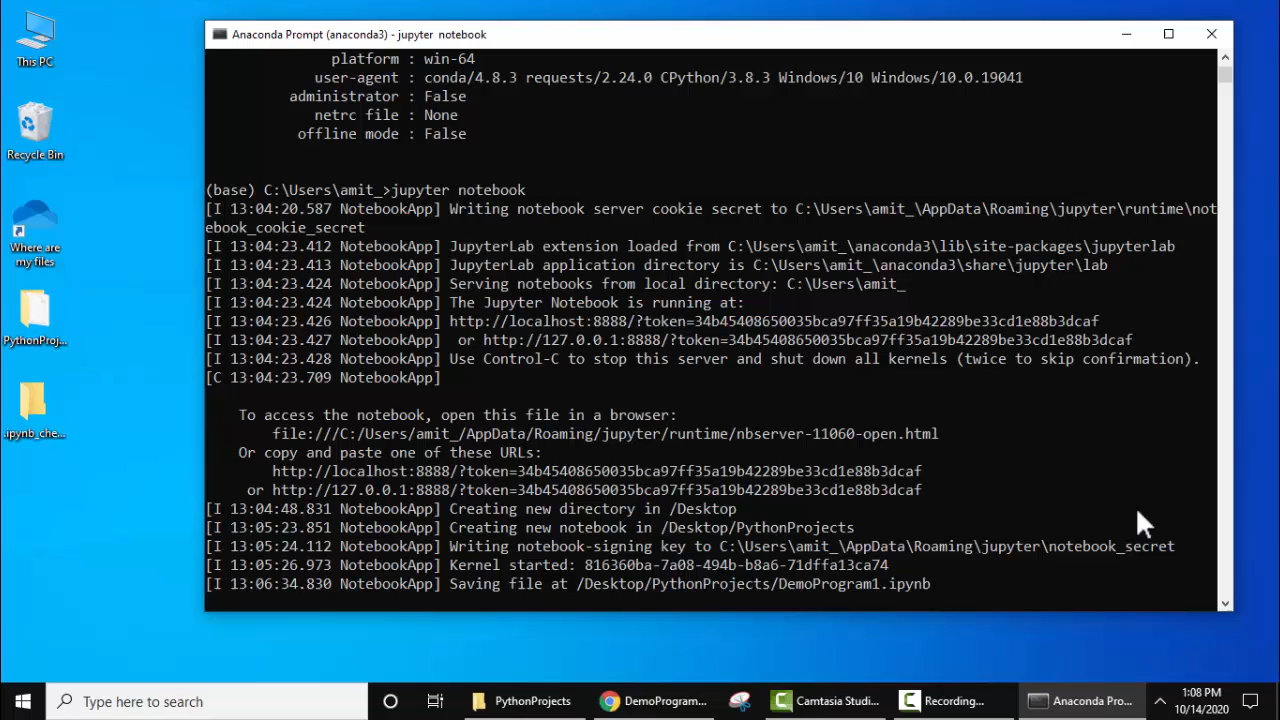 This PC
Recycle Bin
Where are
my files
PythonProj...
.ipynb_che...
Anaconda Prompt (anaconda3) - jupyter notebook
platform : win-64
user-agent : conda/4.8.3 requests/2.24.0 CPython/3.8.3 Windows/10 Windows/10.0.19041
administrator : False
netrc file : None
offline mode : False
(base) C:\Users\amit_>jupyter notebook
[I 13:04:20.587 NotebookApp] Writing notebook server cookie secret to C:\Users\amit_\AppData\Roaming\jupyter\runtime\not
ebook_cookie_secret
[I 13:04:23.412 NotebookApp] JupyterLab extension loaded from C:\Users\amit_\anaconda3\lib\site-packages\jupyterlab
[I 13:04:23.413 NotebookApp] JupyterLab application directory is C:\Users\amit_\anaconda3\share\jupyter\lab
[I 13:04:23.424 NotebookApp] Serving notebooks from local directory: C:\Users\amit_
[I 13:04:23.424 NotebookApp] The Jupyter Notebook is running at:
[I 13:04:23.426 NotebookApp] http://localhost:8888/?token=34b45408650035bca97ff35a19b42289be33cd1e88b3dcaf
[I 13:04:23.427 NotebookApp]  or http://127.0.0.1:8888/?token=34b45408650035bca97ff35a19b42289be33cd1e88b3dcaf
[I 13:04:23.428 NotebookApp] Use Control-C to stop this server and shut down all kernels (twice to skip confirmation).
[C 13:04:23.709 NotebookApp]
To access the notebook, open this file in a browser:
file:///C:/Users/amit_/AppData/Roaming/jupyter/runtime/nbserver-11060-open.html
Or copy and paste one of these URLs:
http://localhost:8888/?token=34b45408650035bca97ff35a19b42289be33cd1e88b3dcaf
or http://127.0.0.1:8888/?token=34b45408650035bca97ff35a19b42289be33cd1e88b3dcaf
[I 13:04:48.831 NotebookApp] Creating new directory in /Desktop
[I 13:05:23.851 NotebookApp] Creating new notebook in /Desktop/PythonProjects
[I 13:05:24.112 NotebookApp] Writing notebook-signing key to C:\Users\amit_\AppData\Roaming\jupyter\notebook_secret
[I 13:05:26.973 NotebookApp] Kernel started: 816360ba-7a08-494b-b8a6-71dffa13ca74
[I 13:06:34.830 NotebookApp] Saving file at /Desktop/PythonProjects/DemoProgram1.ipynb
Type here to search
PythonProjects
DemoProgram...
Camtasia Studi...
Recording...
Anaconda Pro...
1:08 PM
10/14/2020